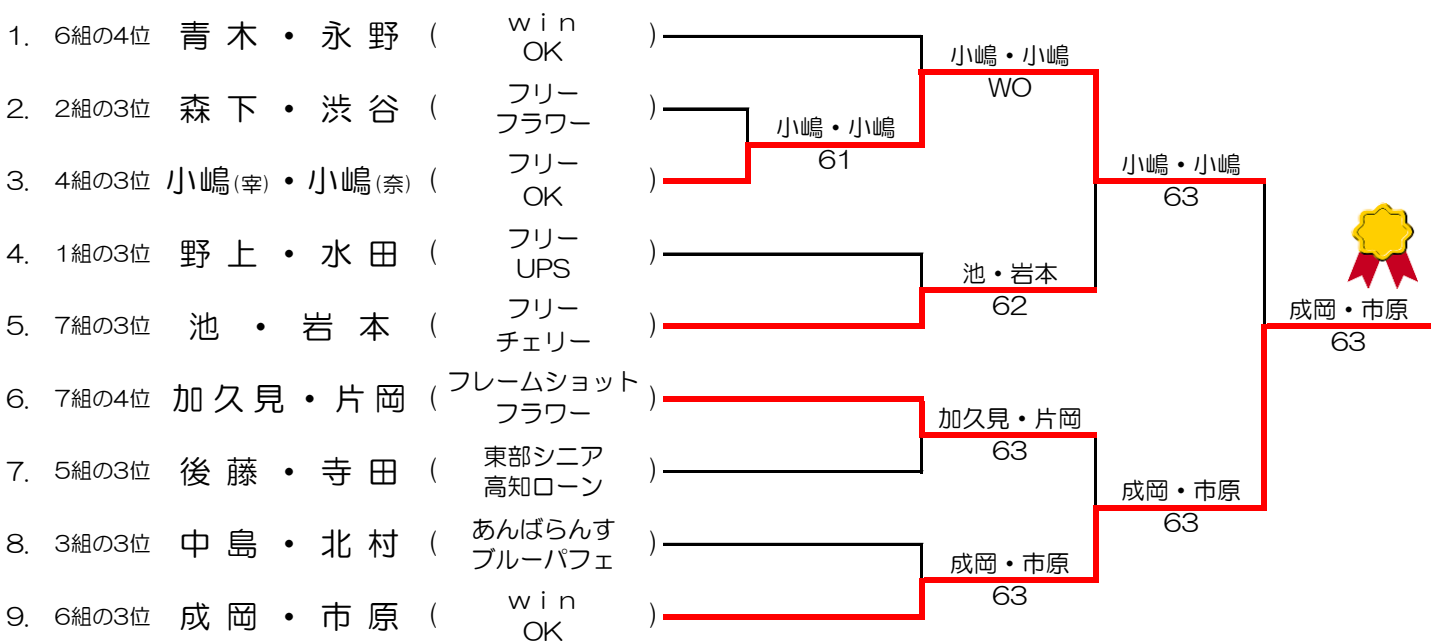 1. 6組の4位 青木・永野 ( win OK )
2. 2組の3位 森下・渋谷 ( フリー フラワー )
3. 4組の3位 小嶋(宰)・小嶋(奈) ( フリー OK )
4. 1組の3位 野上・水田 ( フリー UPS )
5. 7組の3位 池・岩本 ( フリー チェリー )
6. 7組の4位 加久見・片岡 ( フレームショット フラワー )
7. 5組の3位 後藤・寺田 ( 東部シニア 高知ローン )
8. 3組の3位 中島・北村 ( あんばらんす ブルーパフェ )
9. 6組の3位 成岡・市原 ( win OK )
小嶋・小嶋
61
小嶋・小嶋
WO
池・岩本
62
加久見・片岡
63
成岡・市原
63
小嶋・小嶋
63
成岡・市原
63
成岡・市原
63